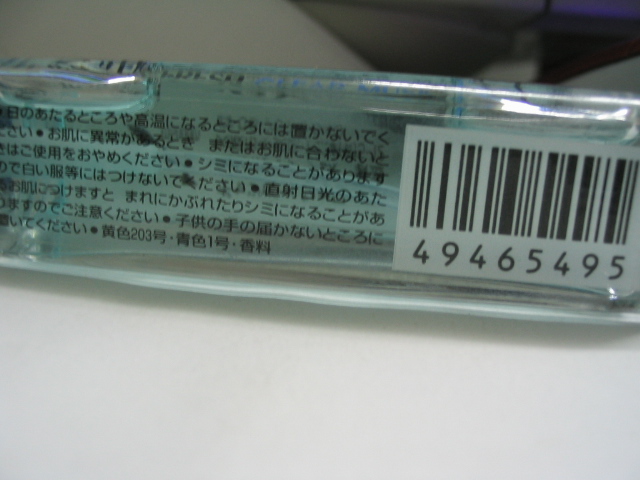 日のあたるところや高温になるところには置かないでく
ださい●お肌に異常があるとき またはお肌に合わないと
きはご使用をおやめください●シミになることがあります
ので白い服等にはつけないでください●直射日光のあた
るお肌につけますと まれにかぶれたりシミになることがあ
りますのでご注意ください●子供の手の届かないところに
置いてください●黄色203号・青色1号・香料
49465495